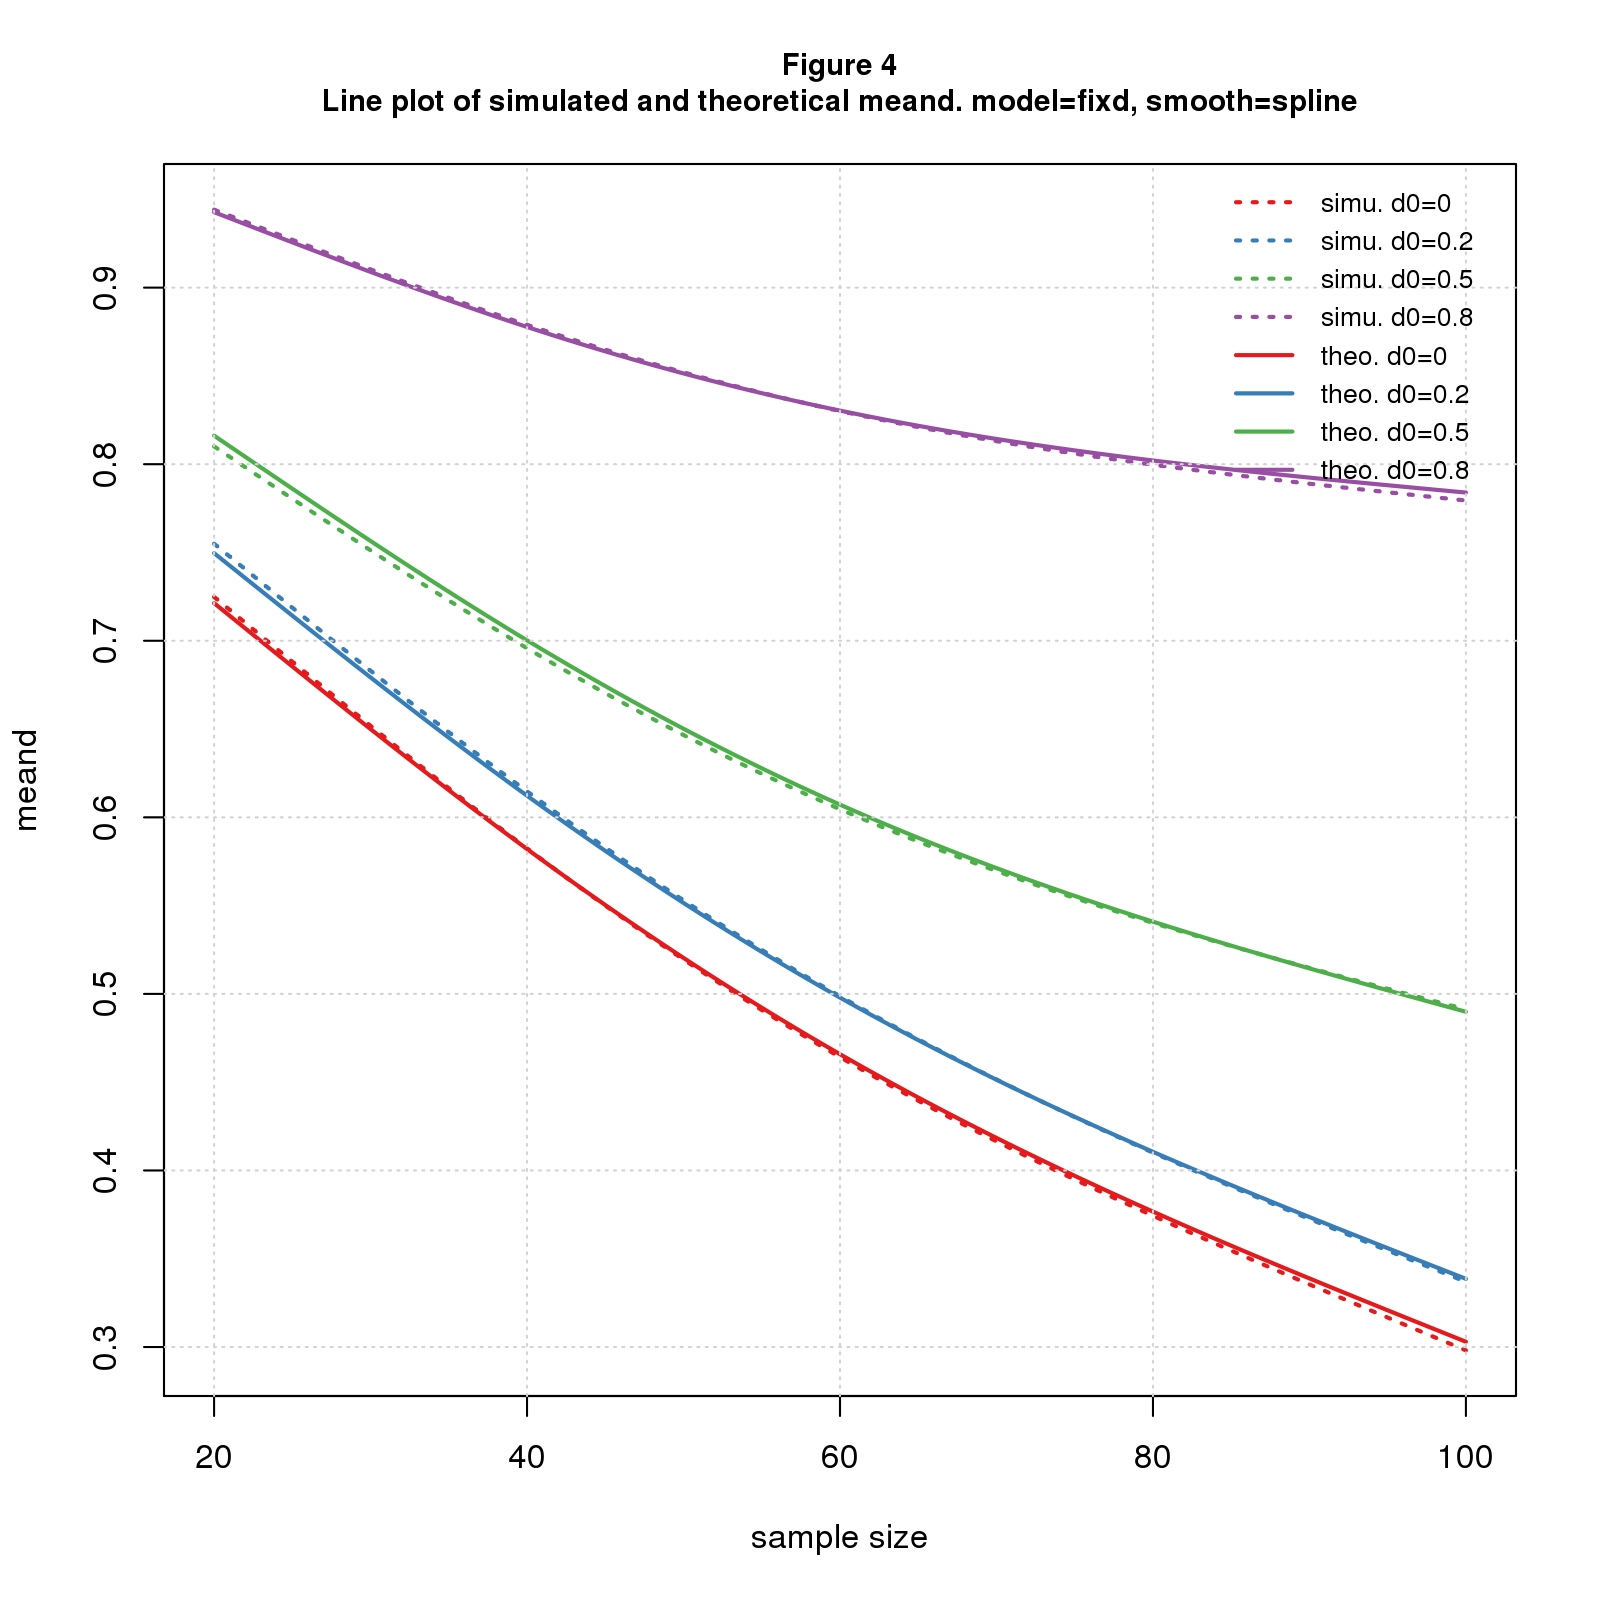 Figure 4
Line plot of simulated and theoretical meand. model=fixd, smooth=spline
simu. d0=0
simu. d0=0.2
simu. d0=0.5
simu. d0=0.8
theo. d0=0
theo. d0=0.2
theo. d0=0.5
theo. d0=0.8
0.9
0.8
0.7
0.6
0.5
0.4
0.3
meand
20 40 60 80 100
sample size